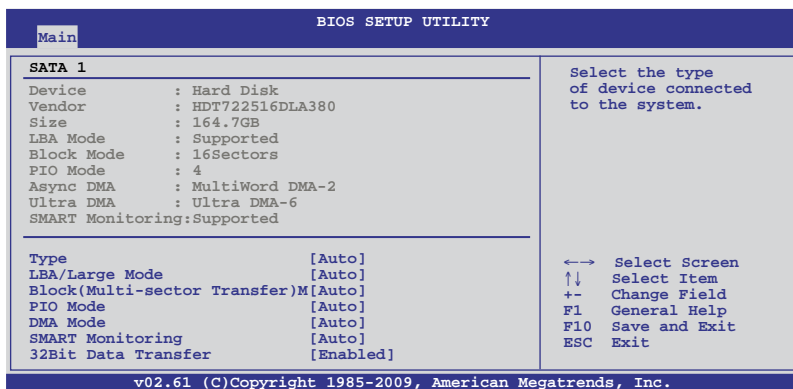 BIOS SETUP UTILITY
Main
SATA 1
Device : Hard Disk
Vendor : HDT722516DLA380
Size : 164.7GB
LBA Mode : Supported
Block Mode : 16Sectors
PIO Mode : 4
Async DMA : MultiWord DMA-2
Ultra DMA : Ultra DMA-6
SMART Monitoring:Supported
Type [Auto]
LBA/Large Mode [Auto]
Block(Multi-sector Transfer)M[Auto]
PIO Mode [Auto]
DMA Mode [Auto]
SMART Monitoring [Auto]
32Bit Data Transfer [Enabled]
Select the type
of device connected
to the system.
←→ Select Screen
↑↓ Select Item
+- Change Field
F1 General Help
F10 Save and Exit
ESC Exit
v02.61 (C)Copyright 1985-2009, American Megatrends, Inc.